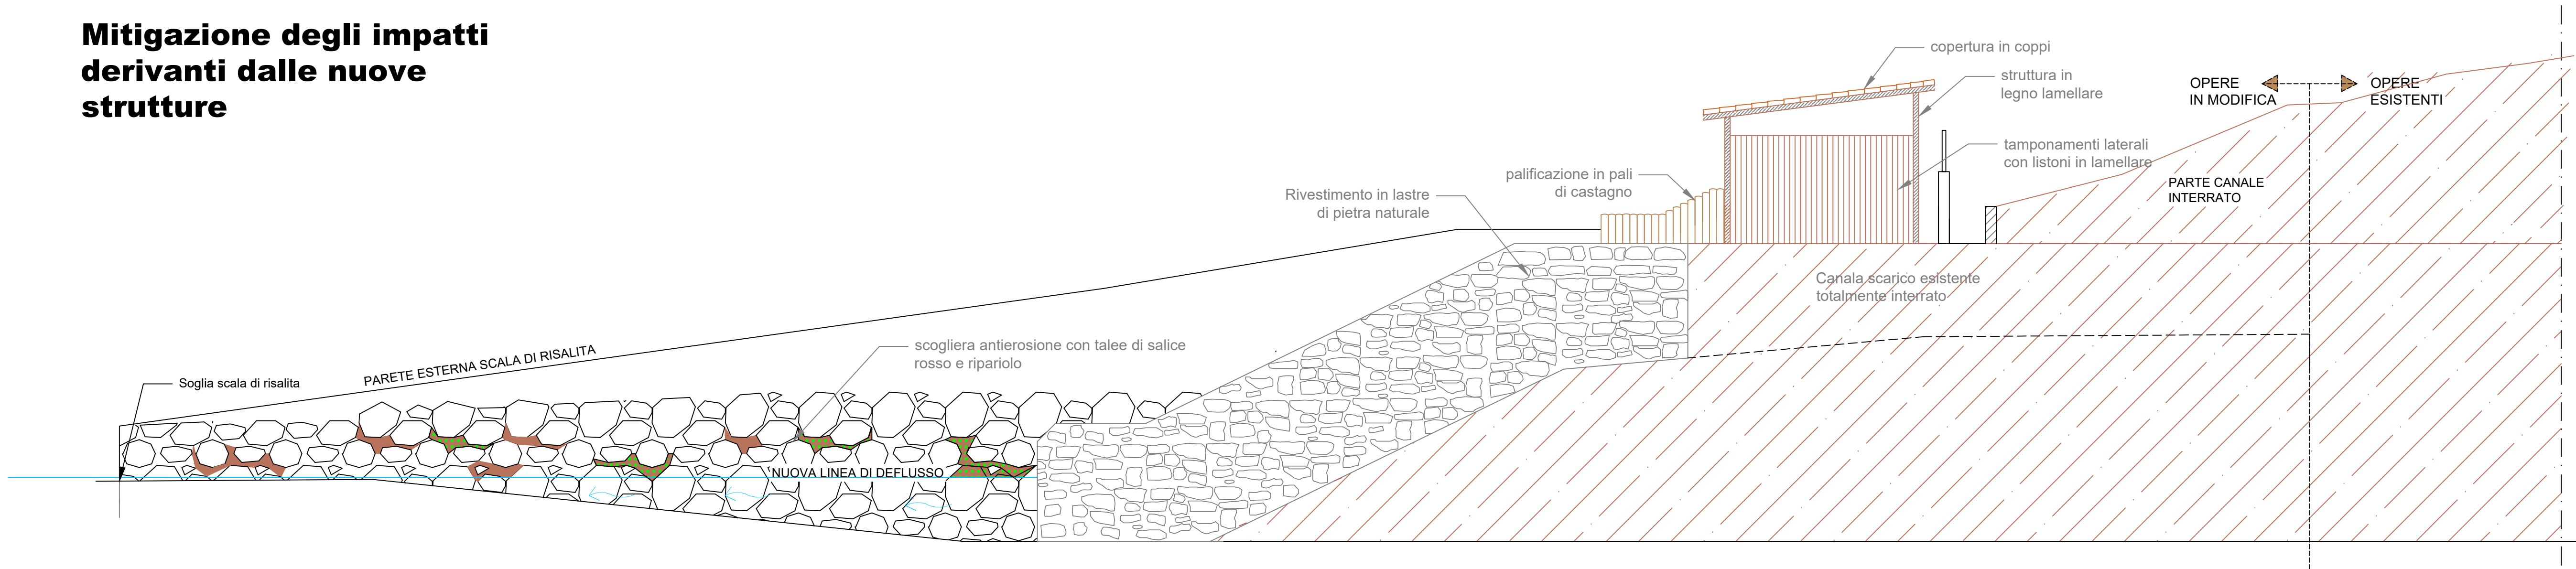 Mitigazione degli impatti
derivanti dalle nuove
strutture
copertura in coppi
struttura in
legno lamellare
OPERE
IN MODIFICA
OPERE
ESISTENTI
tamponamenti laterali
con listoni in lamellare
palificazione in pali
di castagno
PARTE CANALE
INTERRATO
Rivestimento in lastre
di pietra naturale
Canala scarico esistente
totalmente interrato
scogliera antierosione con talee di salice
rosso e ripariolo
PARETE ESTERNA SCALA DI RISALITA
Soglia scala di risalita
NUOVA LINEA DI DEFLUSSO